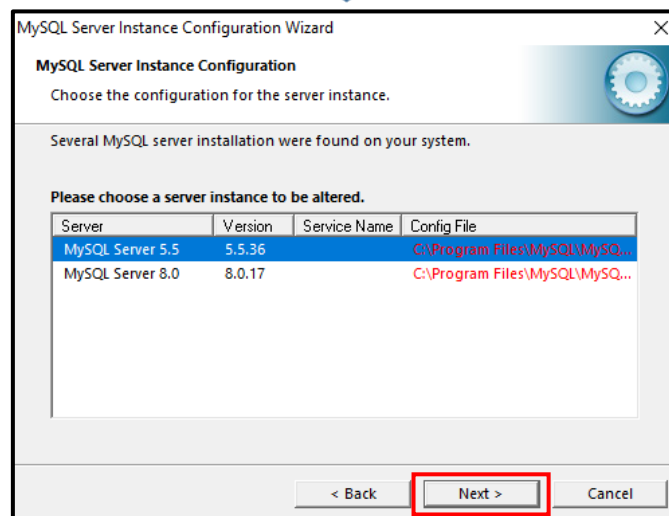 MySQL Server Instance Configuration Wizard
MySQL Server Instance Configuration
Choose the configuration for the server instance.
Several MySQL server installation were found on your system.
Please choose a server instance to be altered.
Server Version Service Name Config File
MySQL Server 5.5 5.5.36 C:\Program Files\MySQL\MySQ...
MySQL Server 8.0 8.0.17 C:\Program Files\MySQL\MySQ...
< Back Next > Cancel